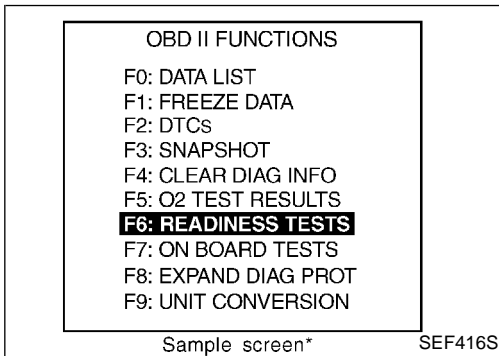 OBD II FUNCTIONS
F0: DATA LIST
F1: FREEZE DATA
F2: DTCs
F3: SNAPSHOT
F4: CLEAR DIAG INFO
F5: O2 TEST RESULTS
F6: READINESS TESTS
F7: ON BOARD TESTS
F8: EXPAND DIAG PROT
F9: UNIT CONVERSION
Sample screen*
SEF416S